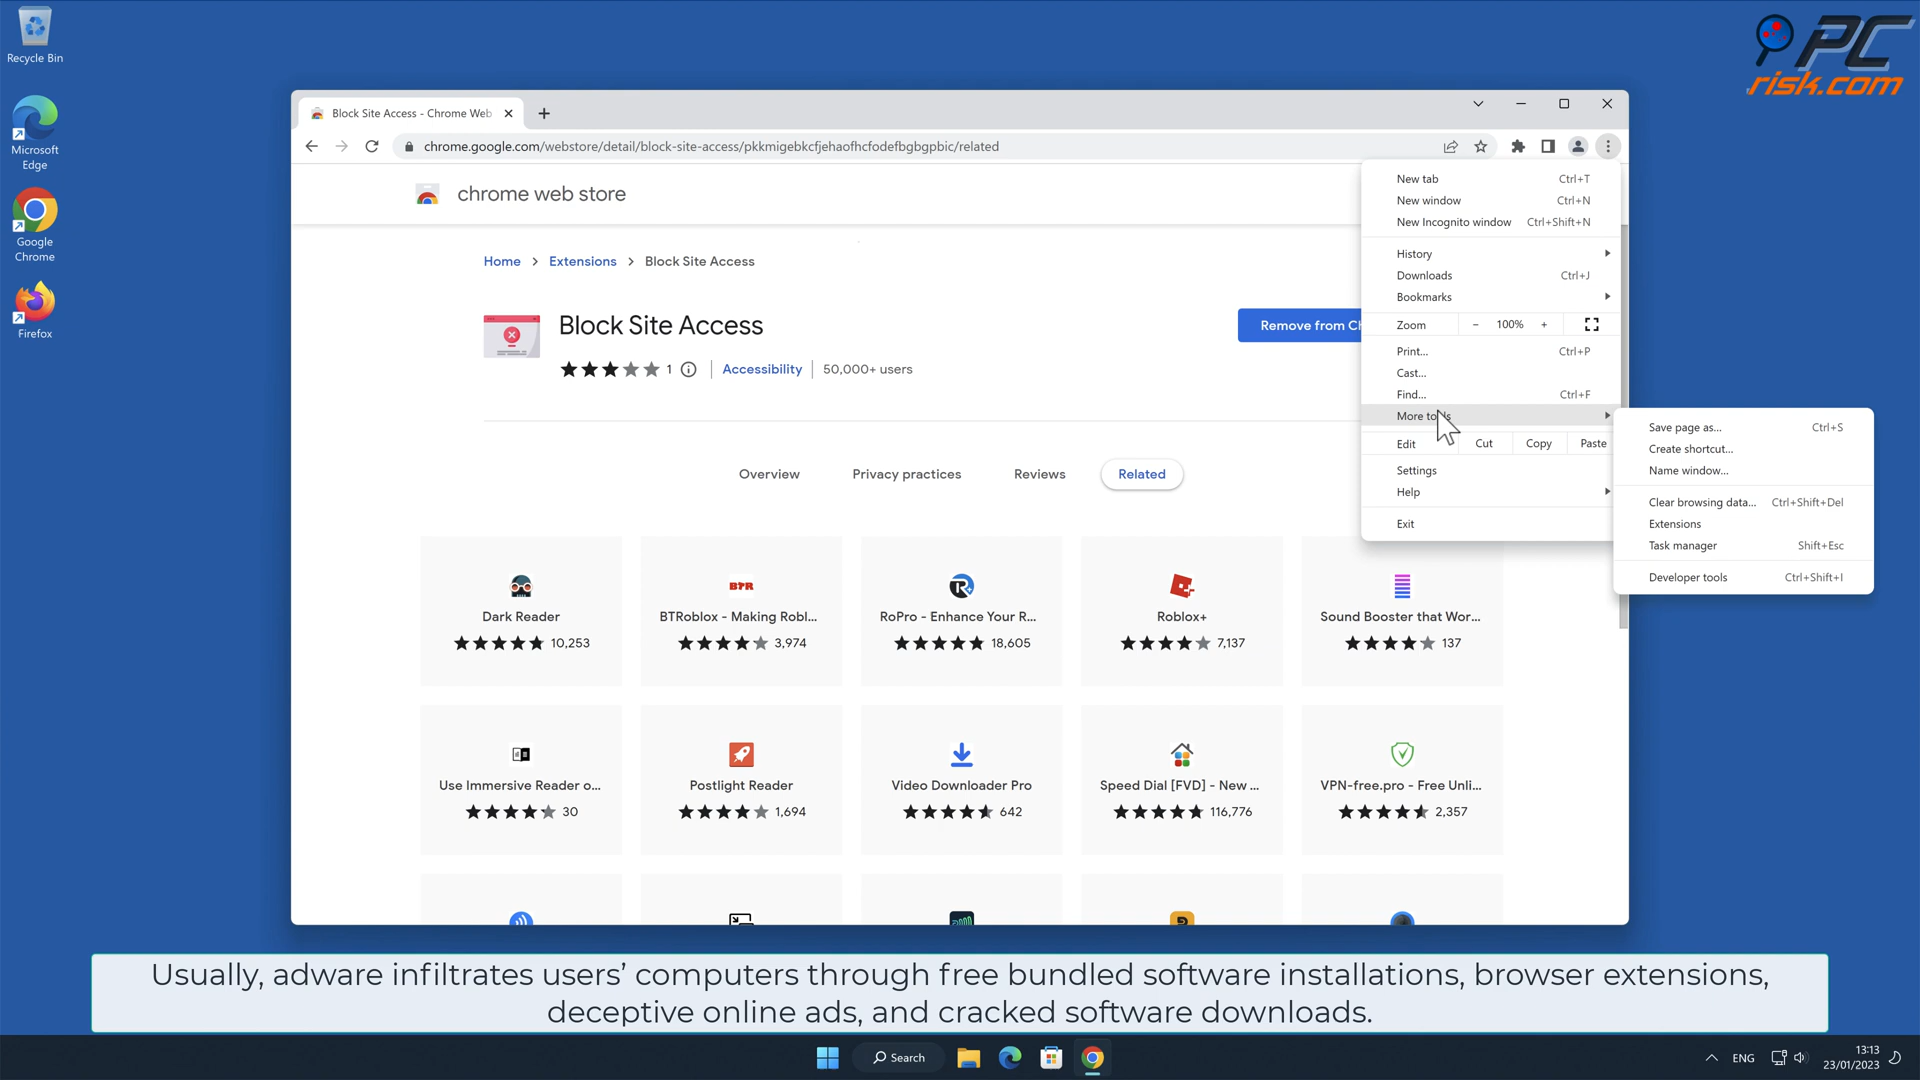 Recycle Bin
Microsoft
Edge
Google
Chrome
Firefox
PC
risk.com
Block Site Access - Chrome Web
chrome.google.com/webstore/detail/block-site-access/pkkmigebkcfjehaofhcfodefbgbgpbic/related
chrome web store
Home > Extensions > Block Site Access
Block Site Access
1 Accessibility 50,000+ users
Remove from Ch
Overview Privacy practices Reviews Related
Dark Reader
10,253
BTR
BTRoblox - Making Robl...
3,974
RoPro - Enhance Your R...
18,605
Roblox+
7,137
Sound Booster that Wor...
137
Use Immersive Reader o...
30
Postlight Reader
1,694
Video Downloader Pro
642
Speed Dial [FVD] - New ...
116,776
VPN-free.pro - Free Unli...
2,357
New tab Ctrl+T
New window Ctrl+N
New Incognito window Ctrl+Shift+N
History
Downloads Ctrl+J
Bookmarks
Zoom − 100% +
Print... Ctrl+P
Cast...
Find... Ctrl+F
More tools
Edit Cut Copy Paste
Settings
Help
Exit
Save page as... Ctrl+S
Create shortcut...
Name window...
Clear browsing data... Ctrl+Shift+Del
Extensions
Task manager Shift+Esc
Developer tools Ctrl+Shift+I
Usually, adware infiltrates users’ computers through free bundled software installations, browser extensions,
deceptive online ads, and cracked software downloads.
Search
ENG
13:13
23/01/2023